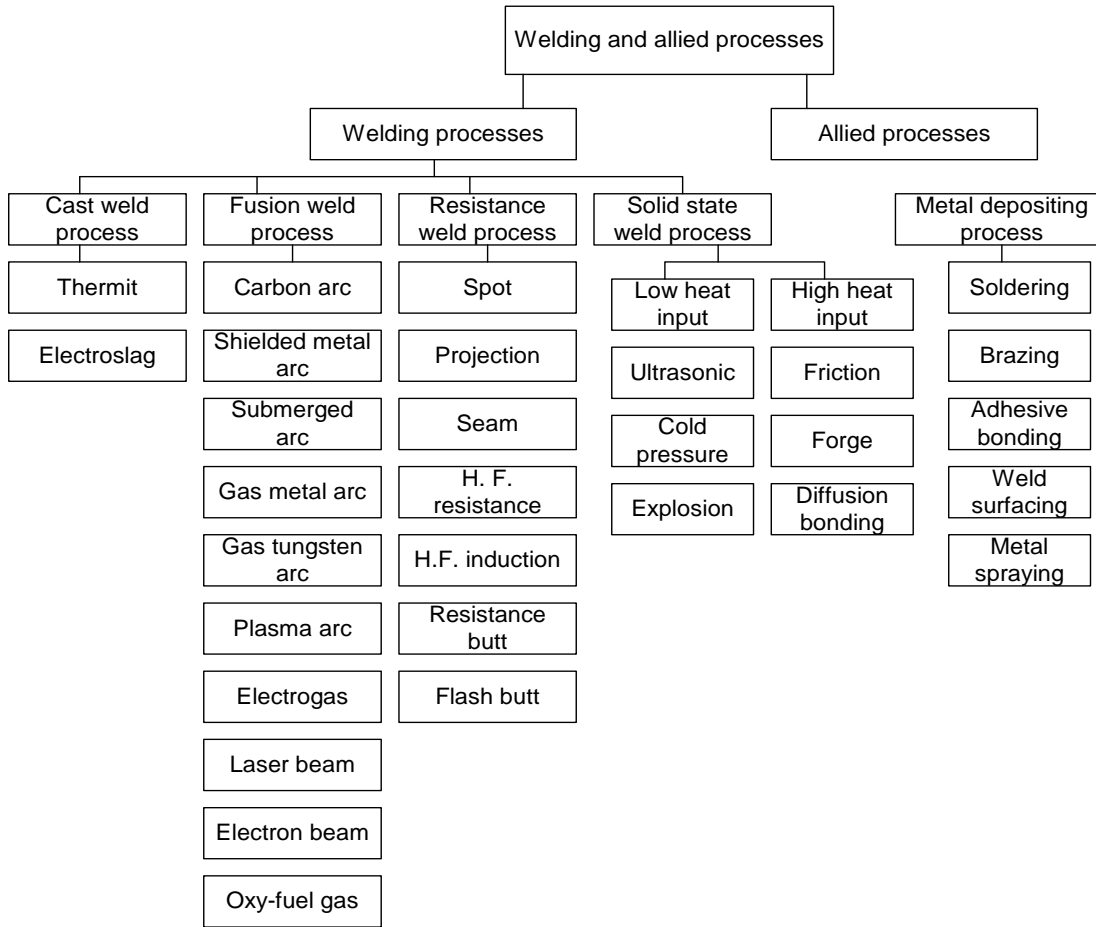 Welding and allied processes
Welding processes
Allied processes
Cast weld
process
Fusion weld
process
Resistance
weld process
Solid state
weld process
Metal depositing
process
Thermit
Electroslag
Carbon arc
Shielded metal
arc
Submerged
arc
Gas metal arc
Gas tungsten
arc
Plasma arc
Electrogas
Laser beam
Electron beam
Oxy-fuel gas
Spot
Projection
Seam
H. F.
resistance
H.F. induction
Resistance
butt
Flash butt
Low heat
input
Ultrasonic
Cold
pressure
Explosion
High heat
input
Friction
Forge
Diffusion
bonding
Soldering
Brazing
Adhesive
bonding
Weld
surfacing
Metal
spraying